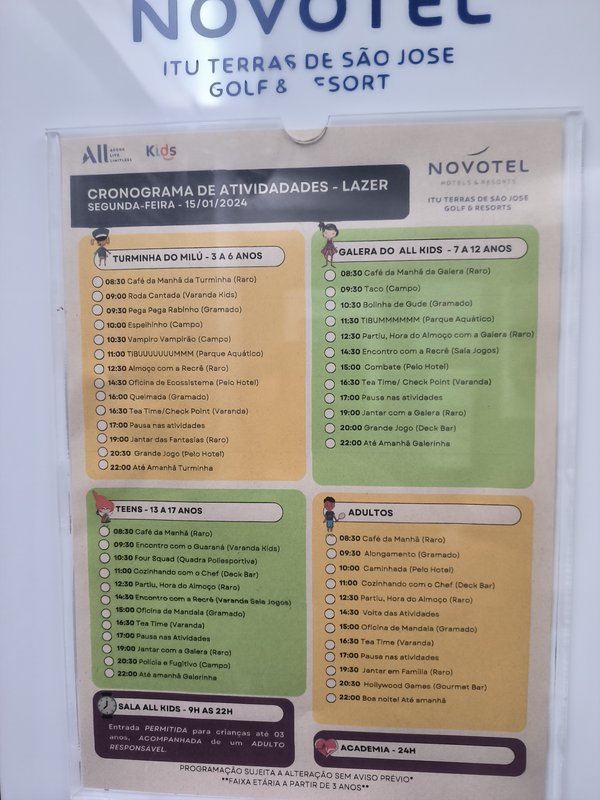 NOVOTEL
ITU TERRAS DE SÃO JOSE
GOLF & ESORT
All ACCOR LIVE LIMITLESS Kids
NOVOTEL
HOTELS & RESORTS
ITU TERRAS DE SÃO JOSE
GOLF & RESORTS
CRONOGRAMA DE ATIVIDADADES - LAZER
SEGUNDA-FEIRA - 15/01/2024
TURMINHA DO MILÚ - 3 A 6 ANOS
08:30 Café da Manhã da Turminha (Raro)
09:00 Roda Cantada (Varanda Kids)
09:30 Pega Pega Rabinho (Gramado)
10:00 Espelhinho (Campo)
10:30 Vampiro Vampirão (Campo)
11:00 TIBUUUUUUMMM (Parque Aquático)
12:30 Almoço com a Recrê (Raro)
14:30 Oficina de Ecossistema (Pelo Hotel)
16:00 Queimada (Gramado)
16:30 Tea Time/Check Point (Varanda)
17:00 Pausa nas atividades
19:00 Jantar das Fantasias (Raro)
20:30 Grande Jogo (Pelo Hotel)
22:00 Até Amanhã Turminha
GALERA DO ALL KIDS - 7 A 12 ANOS
08:30 Café da Manhã da Galera (Raro)
09:30 Taco (Campo)
10:30 Bolinha de Gude (Gramado)
11:30 TIBUMMMMMM (Parque Aquático)
12:30 Partiu, Hora do Almoço com a Galera (Raro)
14:30 Encontro com a Recrê (Sala Jogos)
15:00 Combate (Pelo Hotel)
16:30 Tea Time/ Check Point (Varanda)
17:00 Pausa nas atividades
19:00 Jantar com a Galera (Raro)
20:00 Grande Jogo (Deck Bar)
22:00 Até Amanhã Galerinha
TEENS - 13 A 17 ANOS
08:30 Café da Manhã (Raro)
09:30 Encontro com o Guaraná (Varanda Kids)
10:30 Four Squad (Quadra Poliesportiva)
11:00 Cozinhando com o Chef (Deck Bar)
12:30 Partiu, Hora do Almoço (Raro)
14:30 Encontro com a Recrê (Varanda Sala Jogos)
15:00 Oficina de Mandala (Gramado)
16:30 Tea Time (Varanda)
17:00 Pausa nas Atividades
19:00 Jantar com a Galera (Raro)
20:30 Polícia e Fugitivo (Campo)
22:00 Até amanhã Galerinha
ADULTOS
08:30 Café da Manhã (Raro)
09:30 Alongamento (Gramado)
10:00 Caminhada (Pelo Hotel)
11:00 Cozinhando com o Chef (Deck Bar)
12:30 Partiu, Hora do Almoço (Raro)
14:30 Volta das Atividades
15:00 Oficina de Mandala (Gramado)
16:30 Tea Time (Varanda)
17:00 Pausa nas atividades
19:30 Jantar em Família (Raro)
20:30 Hollywood Games (Gourmet Bar)
22:00 Boa noite! Até amanhã
SALA ALL KIDS - 9H AS 22H
Entrada PERMITIDA para crianças até 03
anos, ACOMPANHADA de um ADULTO
RESPONSÁVEL.
ACADEMIA - 24H
PROGRAMAÇÃO SUJEITA A ALTERAÇÃO SEM AVISO PRÉVIO*
**FAIXA ETÁRIA A PARTIR DE 3 ANOS**